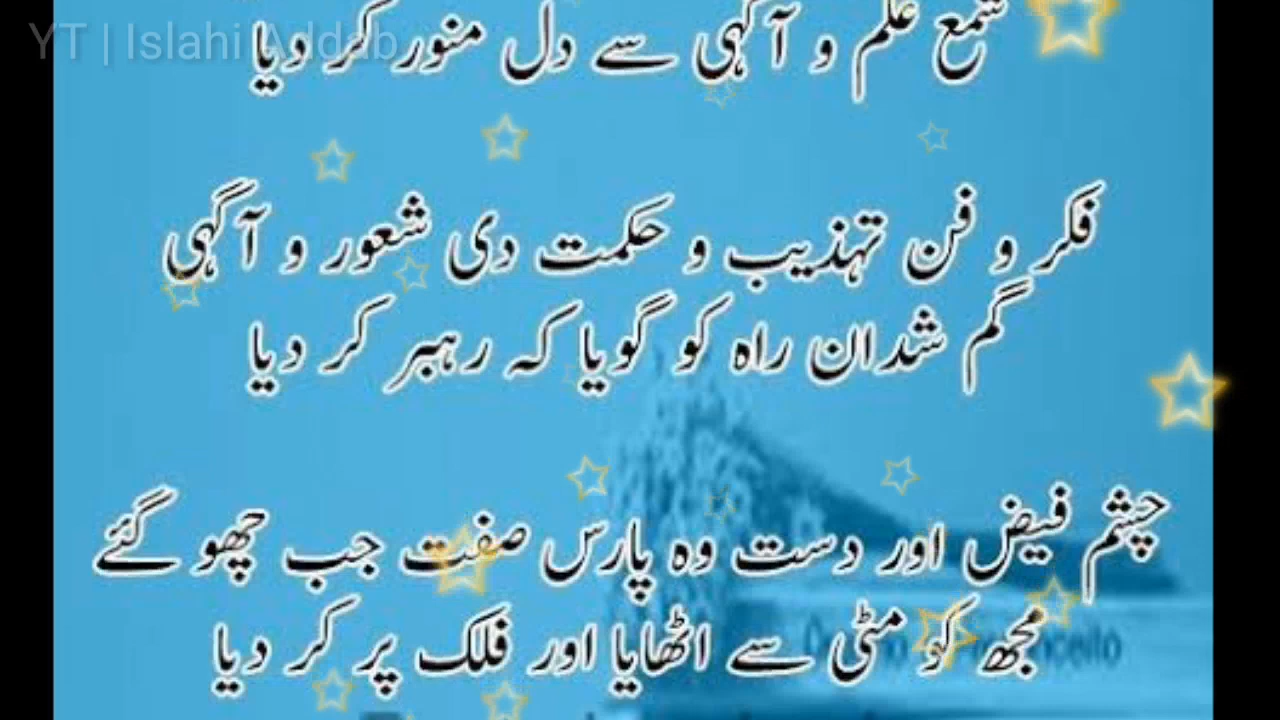 YT | Islahi Addab
شمع علم و آگہی سے دل منور کر دیا
فکر و فن تہذیب و حکمت دی شعور و آگہی
گم شدان راہ کو گویا کہ رہبر کر دیا
چشم فیض اور دست وہ پارس صفت جب چھو گئے
مجھ کو مٹی سے اٹھایا اور فلک پر کر دیا